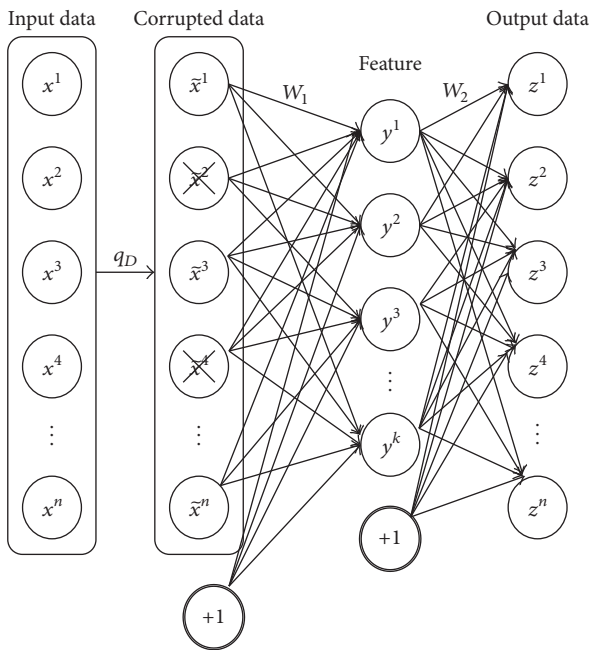 Input data
Corrupted data
Feature
Output data
x¹
x²
x³
x⁴
⋮
xⁿ
q_D
x̃¹
x̃²
x̃³
x̃⁴
⋮
x̃ⁿ
+1
W₁
y¹
y²
y³
⋮
yᵏ
+1
W₂
z¹
z²
z³
z⁴
⋮
zⁿ